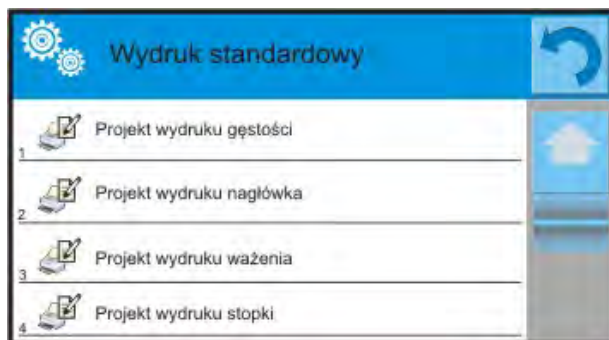 Wydruk standardowy
1 Projekt wydruku gęstości
2 Projekt wydruku nagłówka
3 Projekt wydruku ważenia
4 Projekt wydruku stopki